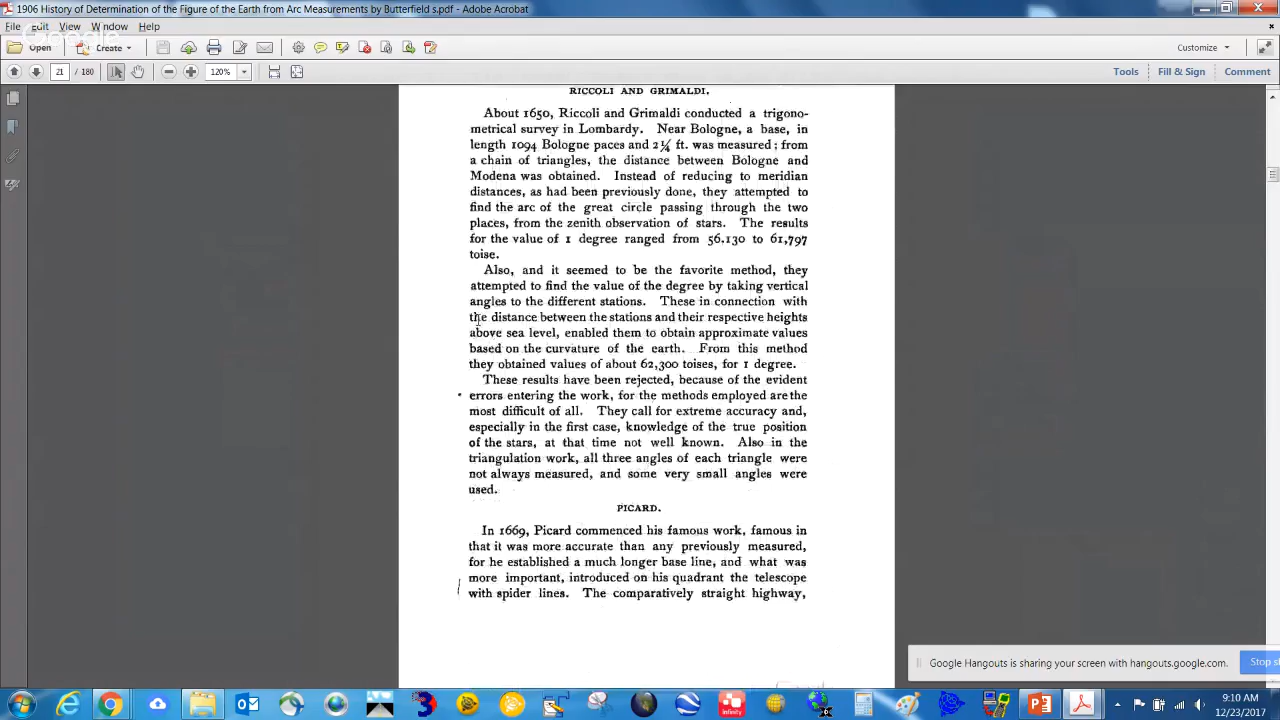 1906 History of Determination of the Figure of the Earth from Arc Measurements by Butterfield s.pdf - Adobe Acrobat
File Edit View Window Help
Google
Open Create Customize
21 / 180 120% Tools Fill & Sign Comment
RICCOLI AND GRIMALDI.
About 1650, Riccoli and Grimaldi conducted a trigono-
metrical survey in Lombardy. Near Bologne, a base, in
length 1094 Bologne paces and 2¼ ft. was measured; from
a chain of triangles, the distance between Bologne and
Modena was obtained. Instead of reducing to meridian
distances, as had been previously done, they attempted to
find the arc of the great circle passing through the two
places, from the zenith observation of stars. The results
for the value of 1 degree ranged from 56.130 to 61,797
toise.
Also, and it seemed to be the favorite method, they
attempted to find the value of the degree by taking vertical
angles to the different stations. These in connection with
the distance between the stations and their respective heights
above sea level, enabled them to obtain approximate values
based on the curvature of the earth. From this method
they obtained values of about 62,300 toises, for 1 degree.
These results have been rejected, because of the evident
errors entering the work, for the methods employed are the
most difficult of all. They call for extreme accuracy and,
especially in the first case, knowledge of the true position
of the stars, at that time not well known. Also in the
triangulation work, all three angles of each triangle were
not always measured, and some very small angles were
used.
PICARD.
In 1669, Picard commenced his famous work, famous in
that it was more accurate than any previously measured,
for he established a much longer base line, and what was
more important, introduced on his quadrant the telescope
with spider lines. The comparatively straight highway,
Google Hangouts is sharing your screen with hangouts.google.com. Stop s
Infinity
9:10 AM
12/23/2017